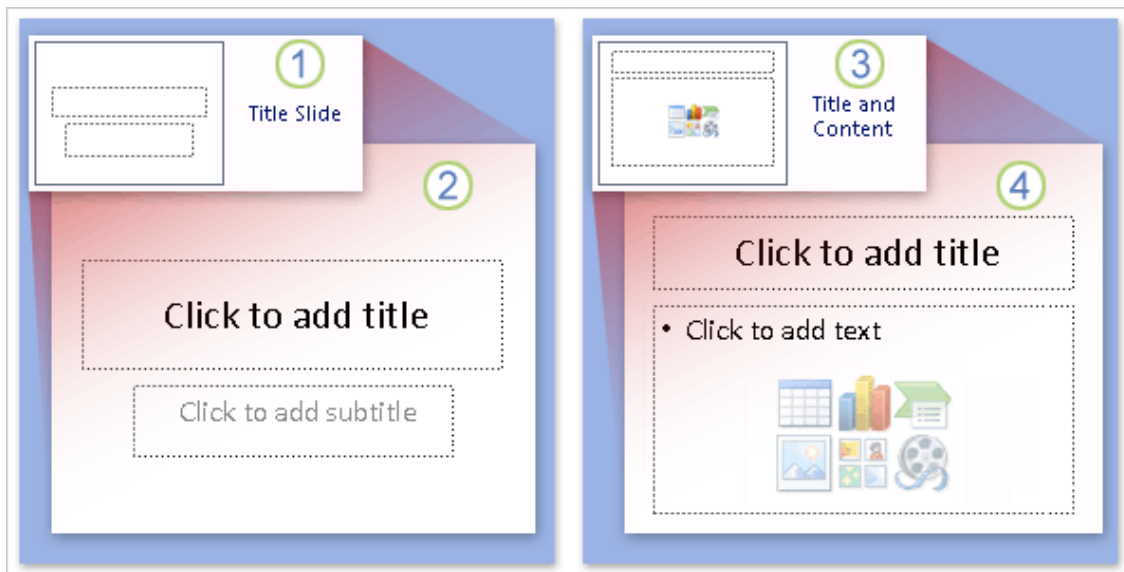 1
Title Slide
2
Click to add title
Click to add subtitle
3
Title and
Content
4
Click to add title
• Click to add text